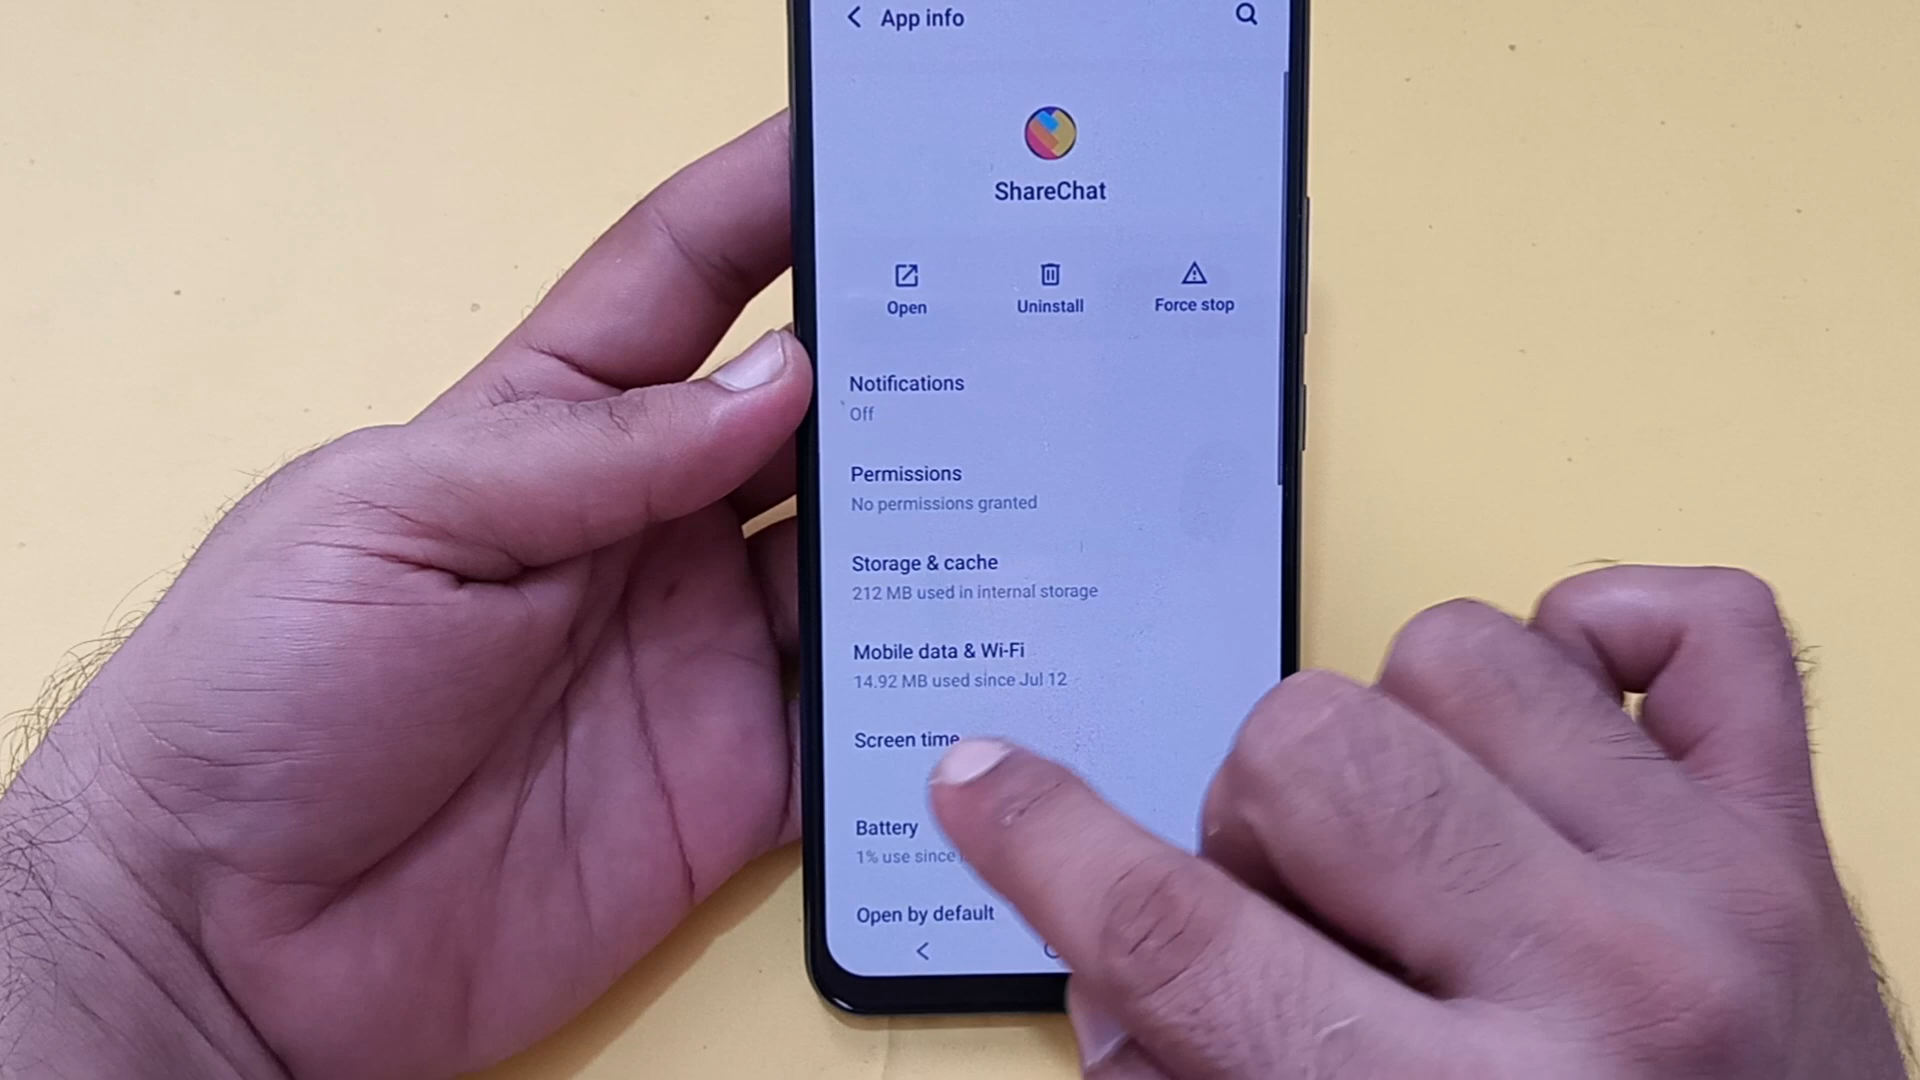 App info
ShareChat
Open
Uninstall
Force stop
Notifications
Off
Permissions
No permissions granted
Storage & cache
212 MB used in internal storage
Mobile data & Wi-Fi
14.92 MB used since Jul 12
Screen time
Battery
1% use since
Open by default